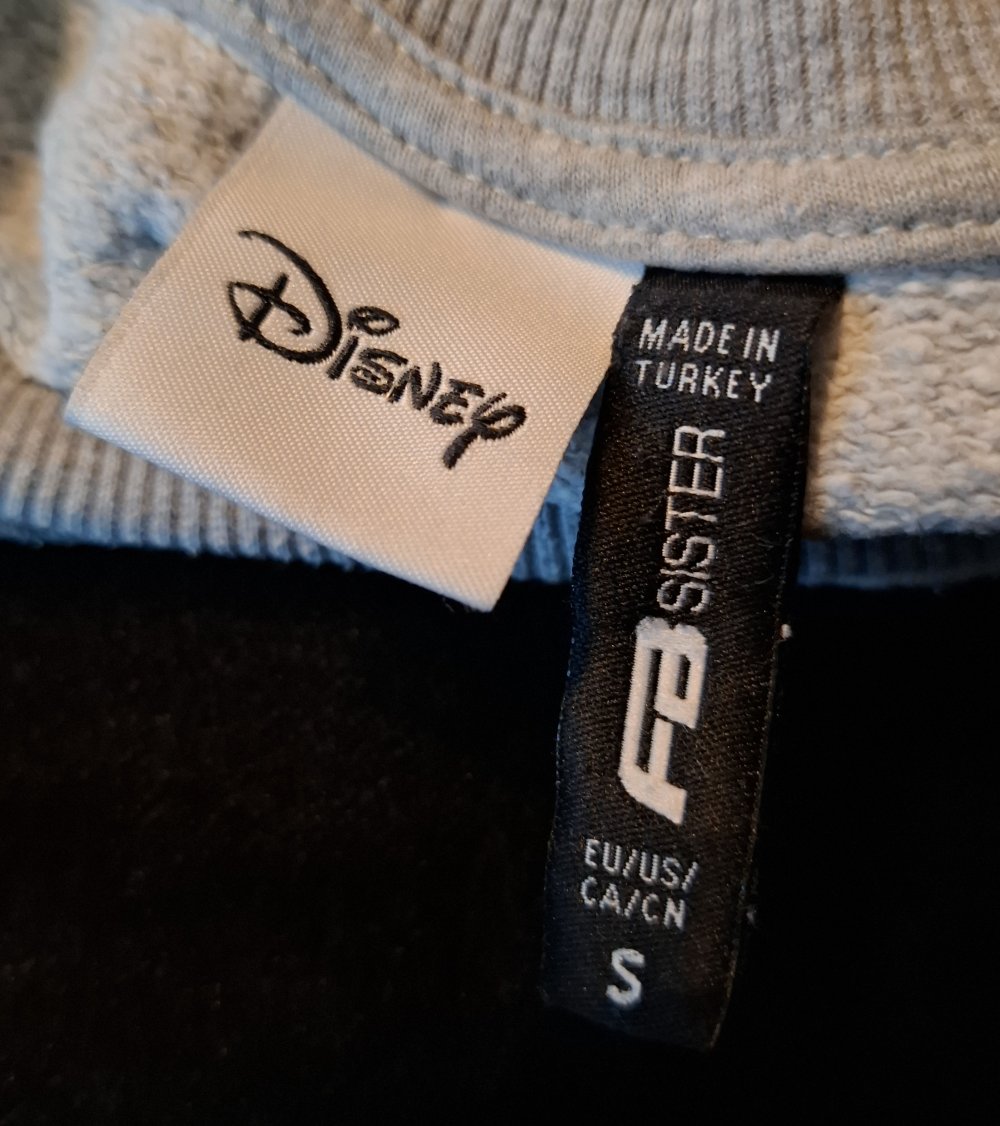 Disney
MADE IN
TURKEY
FB SISTER
EU/US/
CA/CN
S